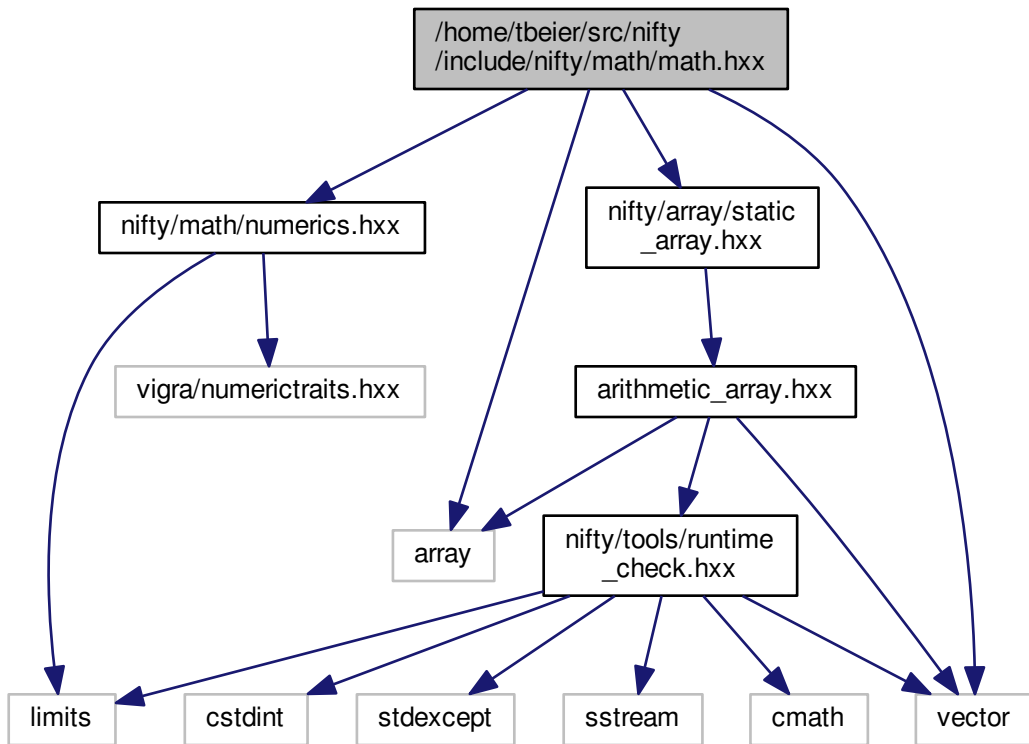 /home/tbeier/src/nifty
/include/nifty/math/math.hxx
nifty/math/numerics.hxx
nifty/array/static
_array.hxx
vigra/numerictraits.hxx
arithmetic_array.hxx
array
nifty/tools/runtime
_check.hxx
limits
cstdint
stdexcept
sstream
cmath
vector